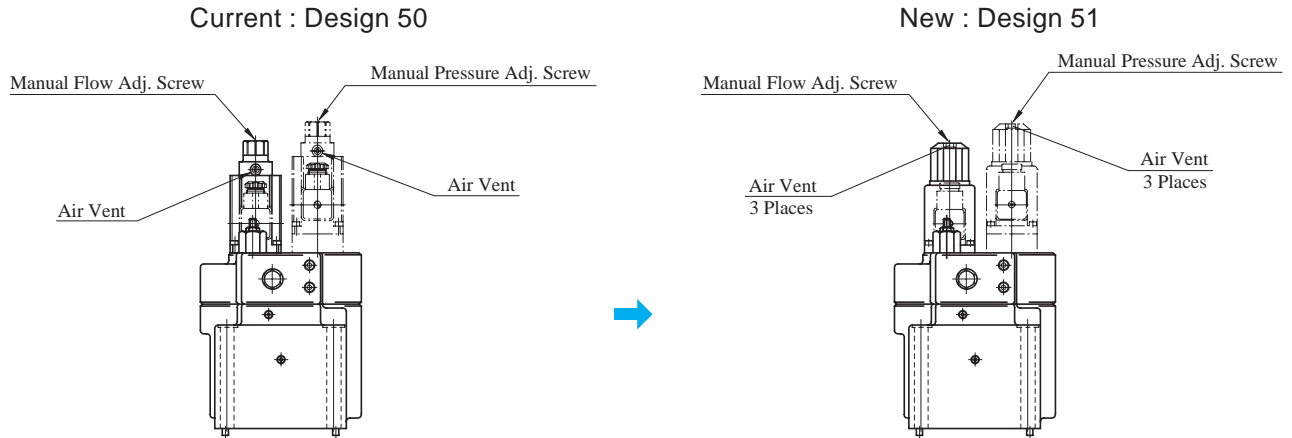 Current : Design 50
Manual Flow Adj. Screw
Manual Pressure Adj. Screw
Air Vent
Air Vent
New : Design 51
Manual Flow Adj. Screw
Manual Pressure Adj. Screw
Air Vent
3 Places
Air Vent
3 Places